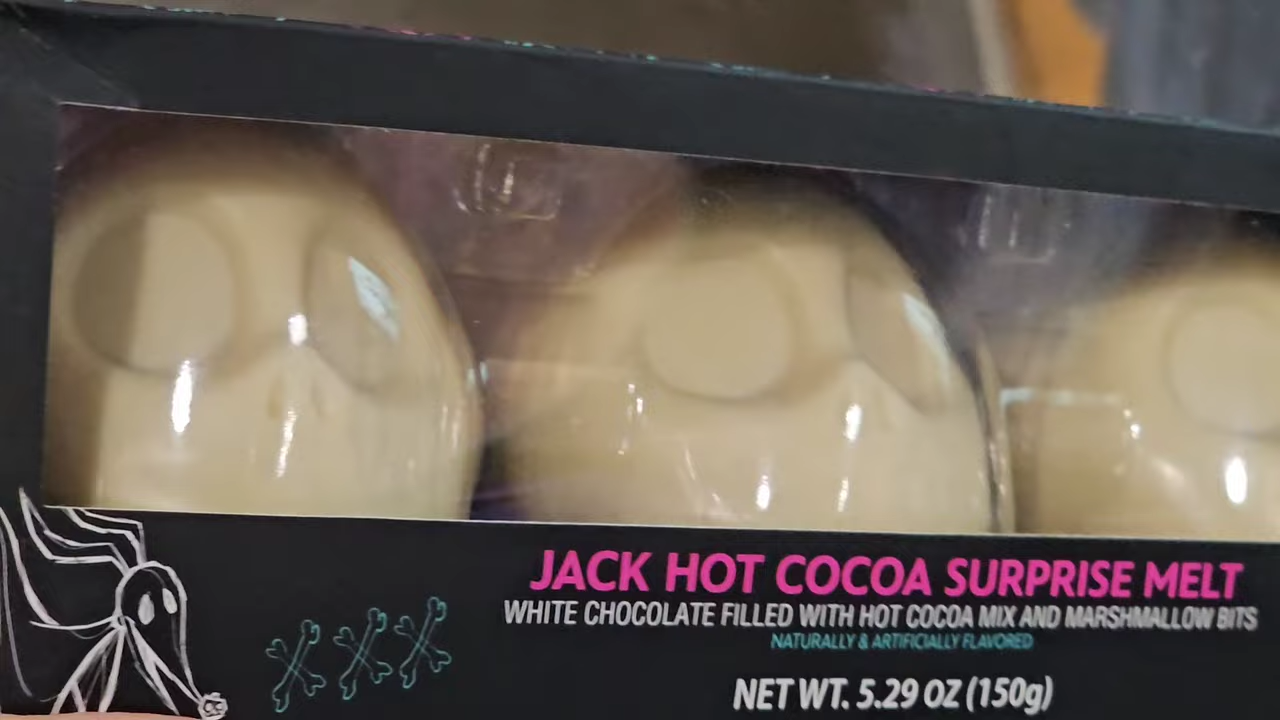 JACK HOT COCOA SURPRISE MELT
WHITE CHOCOLATE FILLED WITH HOT COCOA MIX AND MARSHMALLOW BITS
NATURALLY & ARTIFICIALLY FLAVORED
NET WT. 5.29 OZ (150g)